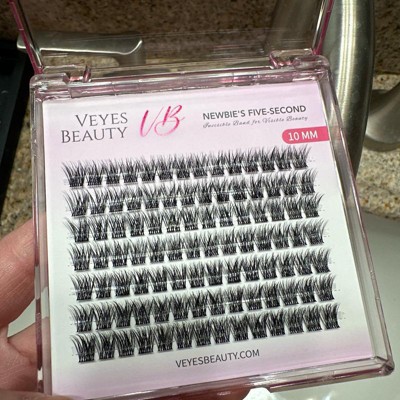 VEYES
BEAUTY
VB
NEWBIE'S FIVE-SECOND
Invisible Band for Visible Beauty
10 MM
VEYESBEAUTY.COM